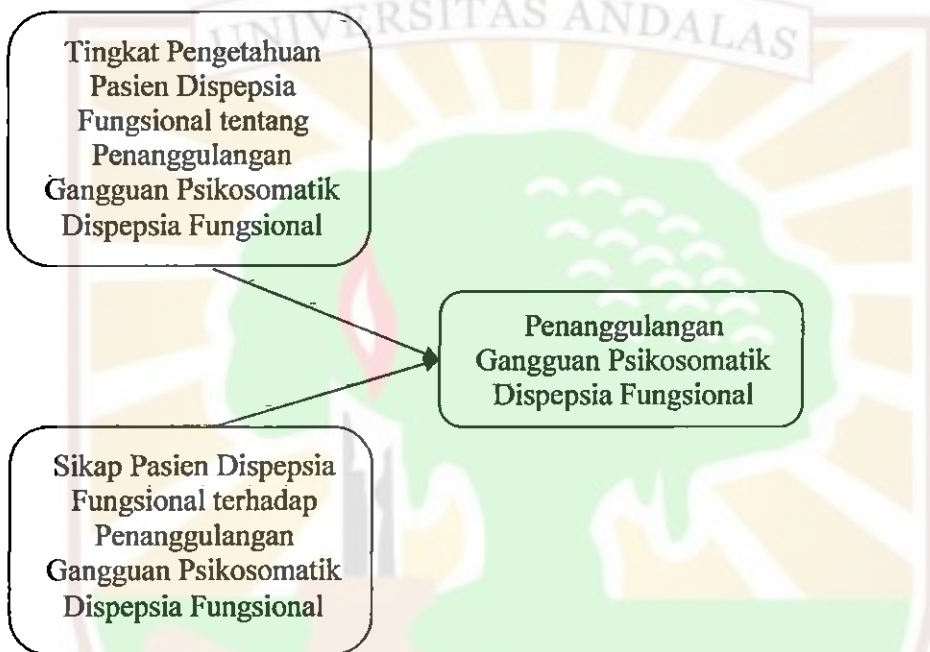 UNIVERSITAS ANDALAS
Tingkat Pengetahuan
Pasien Dispepsia
Fungsional tentang
Penanggulangan
Gangguan Psikosomatik
Dispepsia Fungsional
Penanggulangan
Gangguan Psikosomatik
Dispepsia Fungsional
Sikap Pasien Dispepsia
Fungsional terhadap
Penanggulangan
Gangguan Psikosomatik
Dispepsia Fungsional